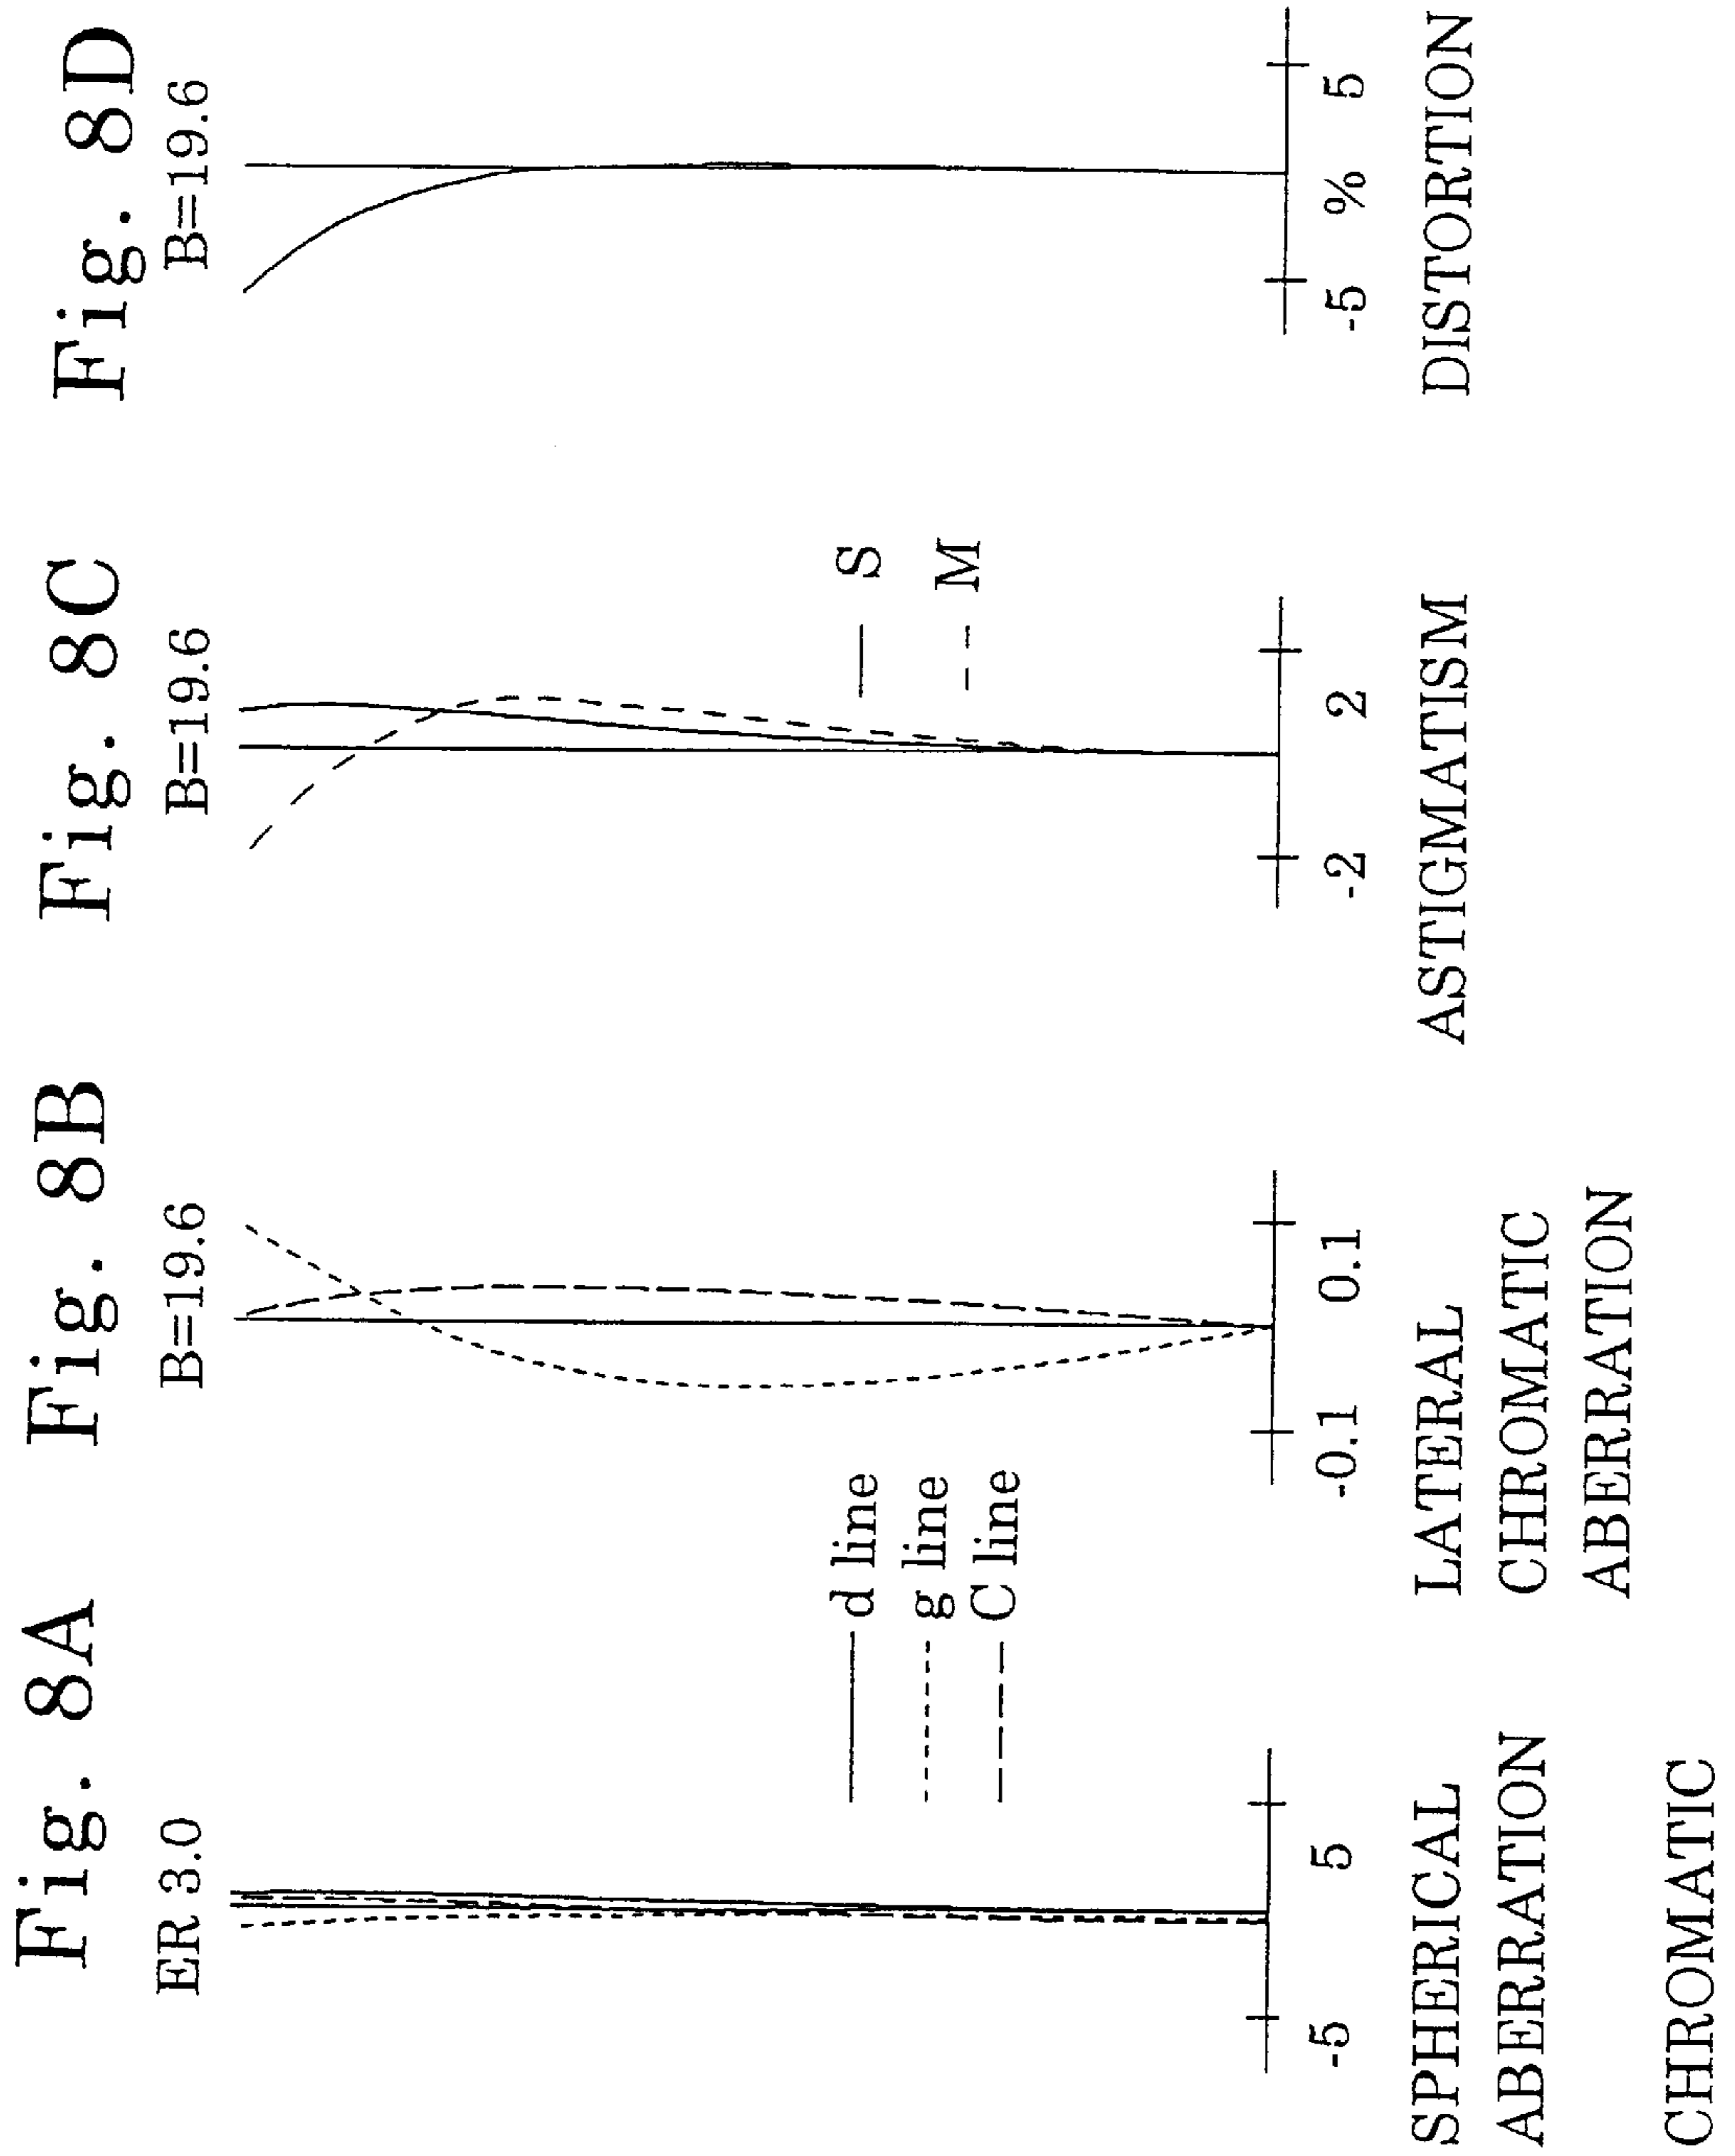 Fig. 8A
ER 3.0
d line
g line
C line
-5
5
SPHERICAL
ABERRATION
CHROMATIC
Fig. 8B
B=19.6
-0.1
0.1
LATERAL
CHROMATIC
ABERRATION
Fig. 8C
B=19.6
S
M
-2
2
ASTIGMATISM
Fig. 8D
B=19.6
-5
%
5
DISTORTION